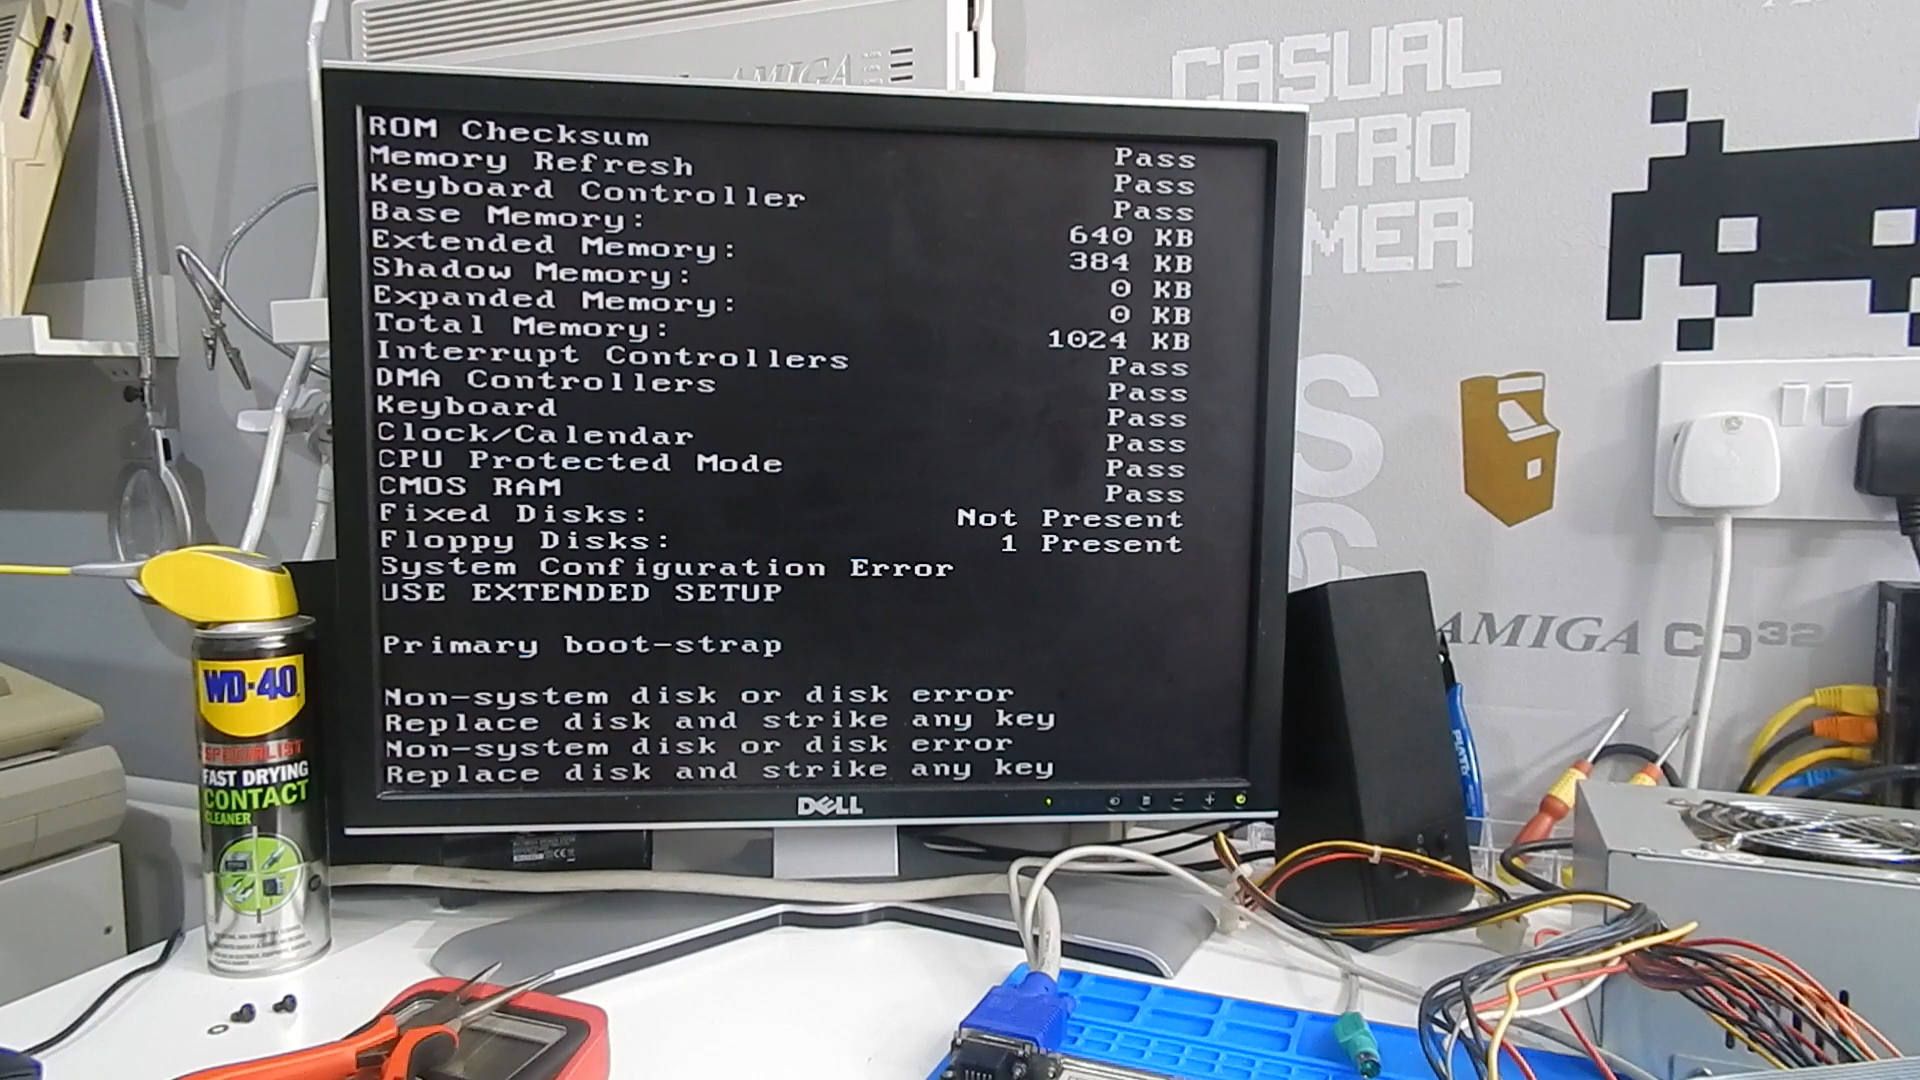 AMIGA
CASUAL
TRO
MER
ROM Checksum Pass
Memory Refresh Pass
Keyboard Controller Pass
Base Memory: 640 KB
Extended Memory: 384 KB
Shadow Memory: 0 KB
Expanded Memory: 0 KB
Total Memory: 1024 KB
Interrupt Controllers Pass
DMA Controllers Pass
Keyboard Pass
Clock/Calendar Pass
CPU Protected Mode Pass
CMOS RAM Pass
Fixed Disks: Not Present
Floppy Disks: 1 Present
System Configuration Error
USE EXTENDED SETUP
Primary boot-strap
Non-system disk or disk error
Replace disk and strike any key
Non-system disk or disk error
Replace disk and strike any key
DELL
S
G
AMIGA CD32
WD-40
SPECIALIST
FAST DRYING
CONTACT
CLEANER